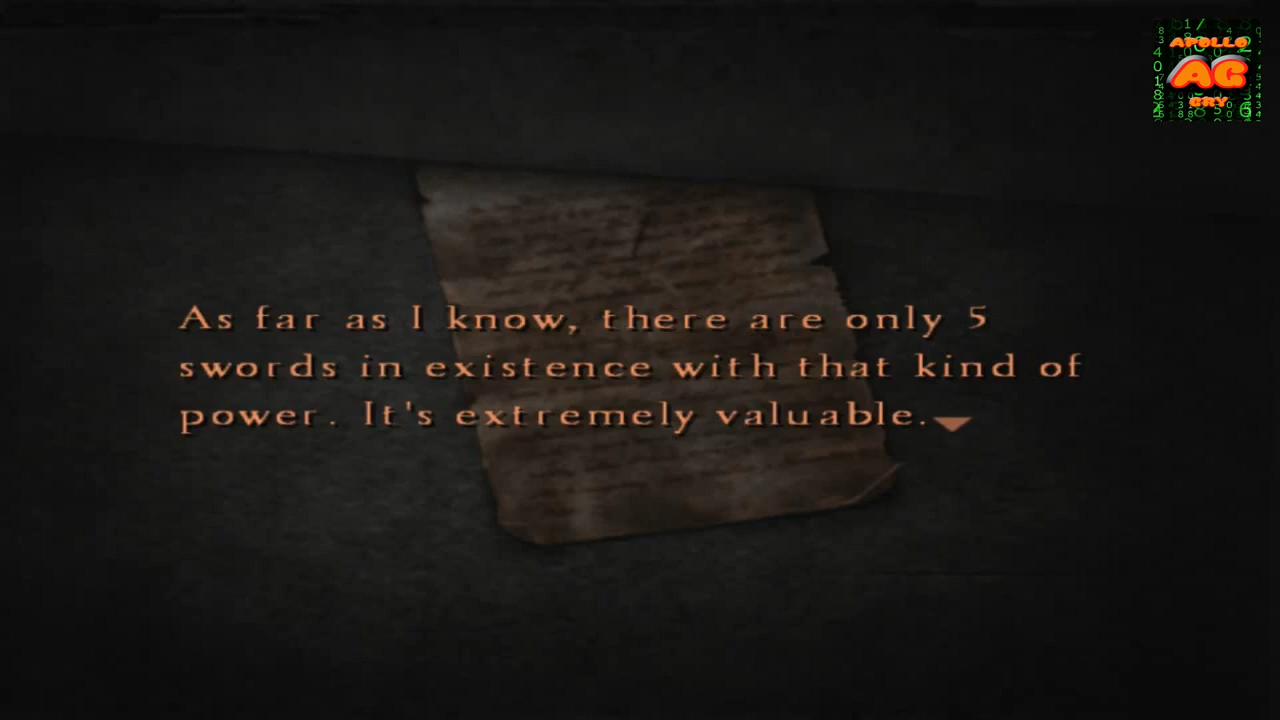 APOLLO
AG
GRY
As far as I know, there are only 5
swords in existence with that kind of
power. It's extremely valuable.